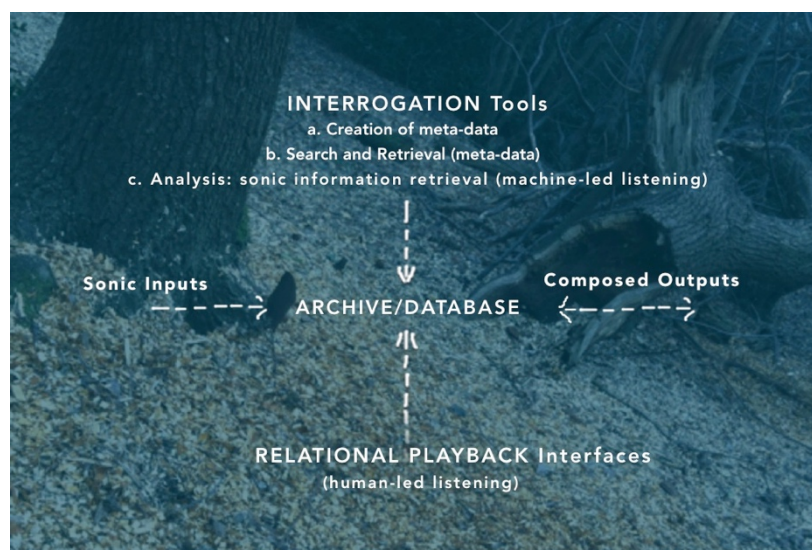 INTERROGATION Tools
a. Creation of meta-data
b. Search and Retrieval (meta-data)
c. Analysis: sonic information retrieval (machine-led listening)
Sonic Inputs
Composed Outputs
ARCHIVE/DATABASE
RELATIONAL PLAYBACK Interfaces
(human-led listening)